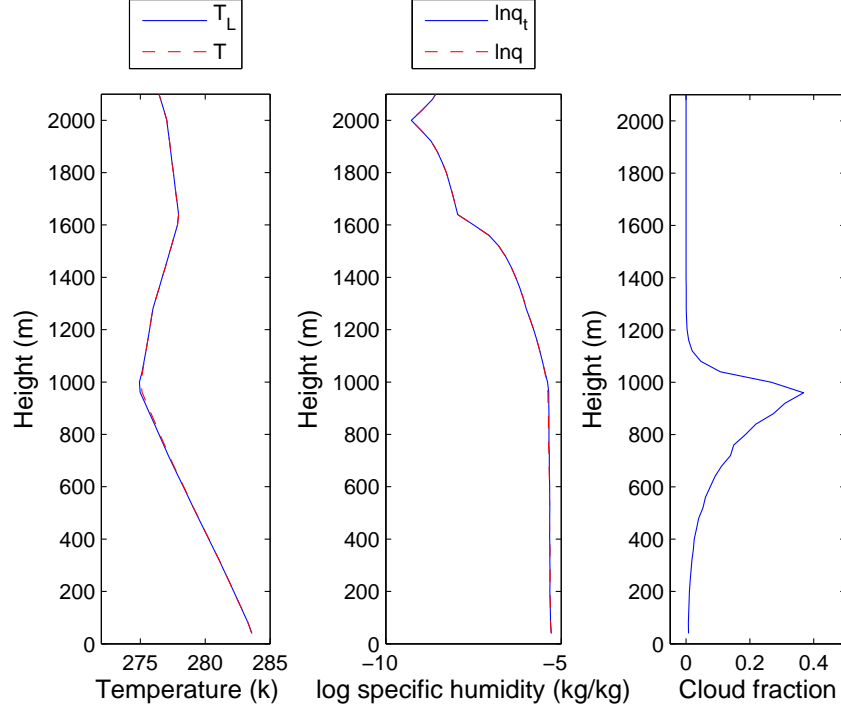 T_L
T
lnq_t
lnq
2000
1800
1600
1400
1200
1000
800
600
400
200
0
Height (m)
275 280 285
Temperature (k)
2000
1800
1600
1400
1200
1000
800
600
400
200
0
Height (m)
−10 −5
log specific humidity (kg/kg)
2000
1800
1600
1400
1200
1000
800
600
400
200
0
Height (m)
0 0.2 0.4
Cloud fraction